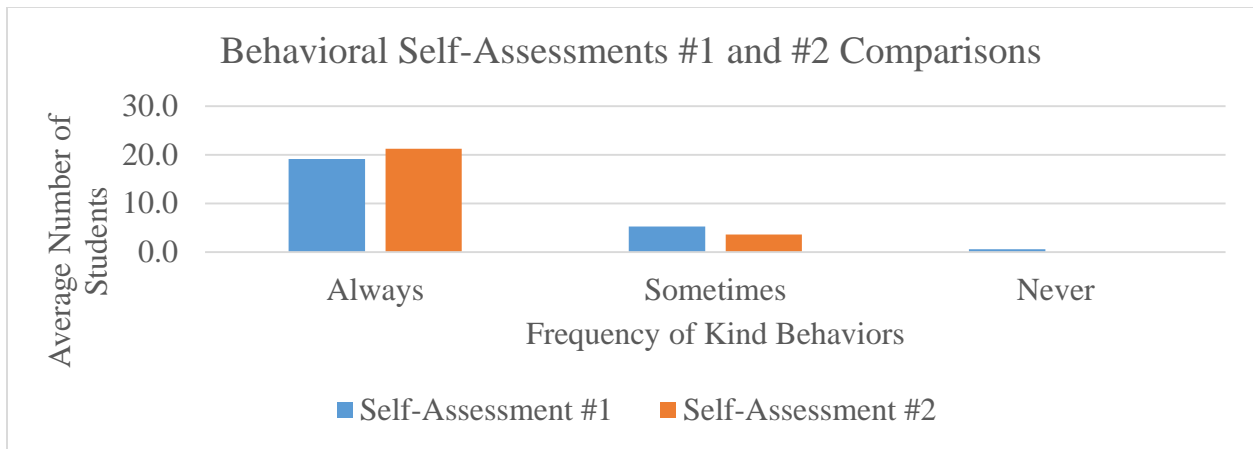 Behavioral Self-Assessments #1 and #2 Comparisons
Average Number of
Students
30.0
20.0
10.0
0.0
Always Sometimes Never
Frequency of Kind Behaviors
Self-Assessment #1 Self-Assessment #2